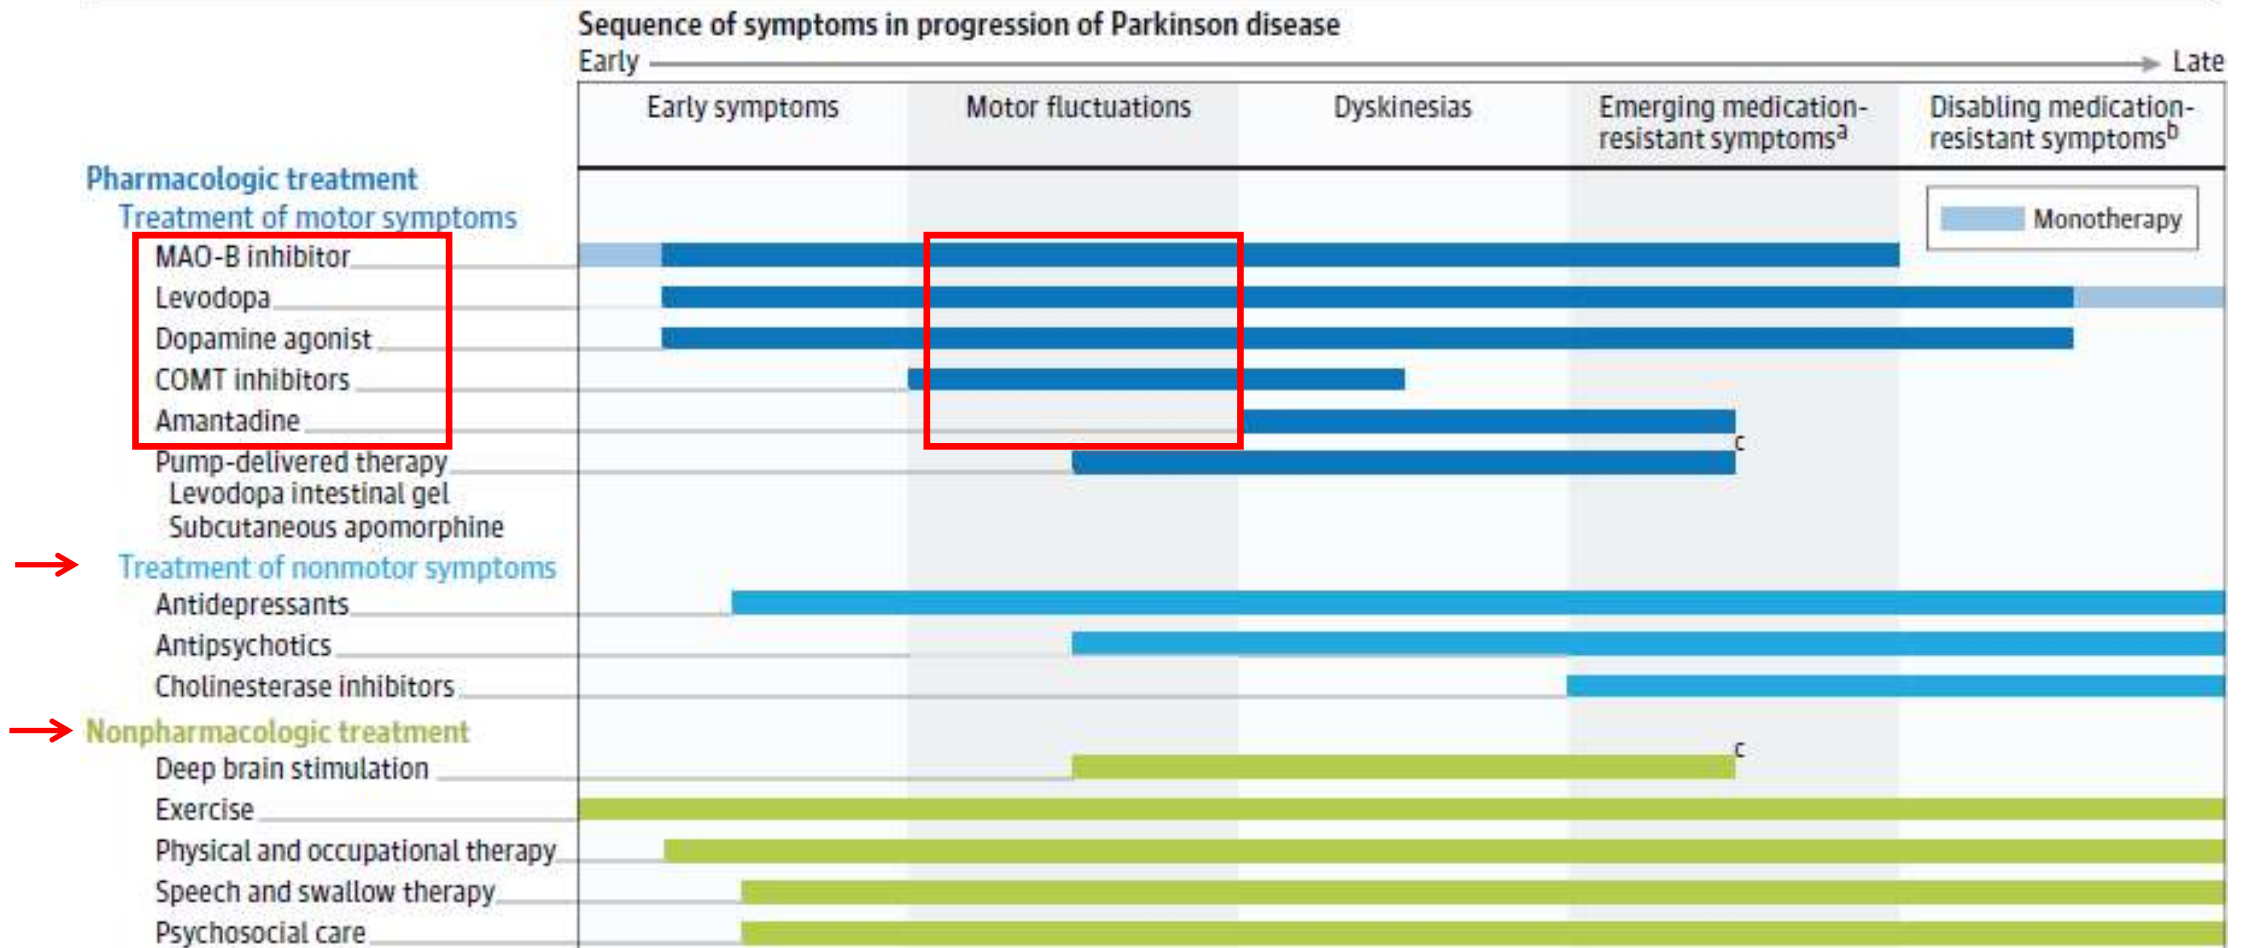 Sequence of symptoms in progression of Parkinson disease
Early Late
Early symptoms Motor fluctuations Dyskinesias Emerging medication-resistant symptomsa Disabling medication-resistant symptomsb
Pharmacologic treatment
Treatment of motor symptoms
Monotherapy
MAO-B inhibitor
Levodopa
Dopamine agonist
COMT inhibitors
Amantadine
c
Pump-delivered therapy
Levodopa intestinal gel
Subcutaneous apomorphine
Treatment of nonmotor symptoms
Antidepressants
Antipsychotics
Cholinesterase inhibitors
Nonpharmacologic treatment
c
Deep brain stimulation
Exercise
Physical and occupational therapy
Speech and swallow therapy
Psychosocial care